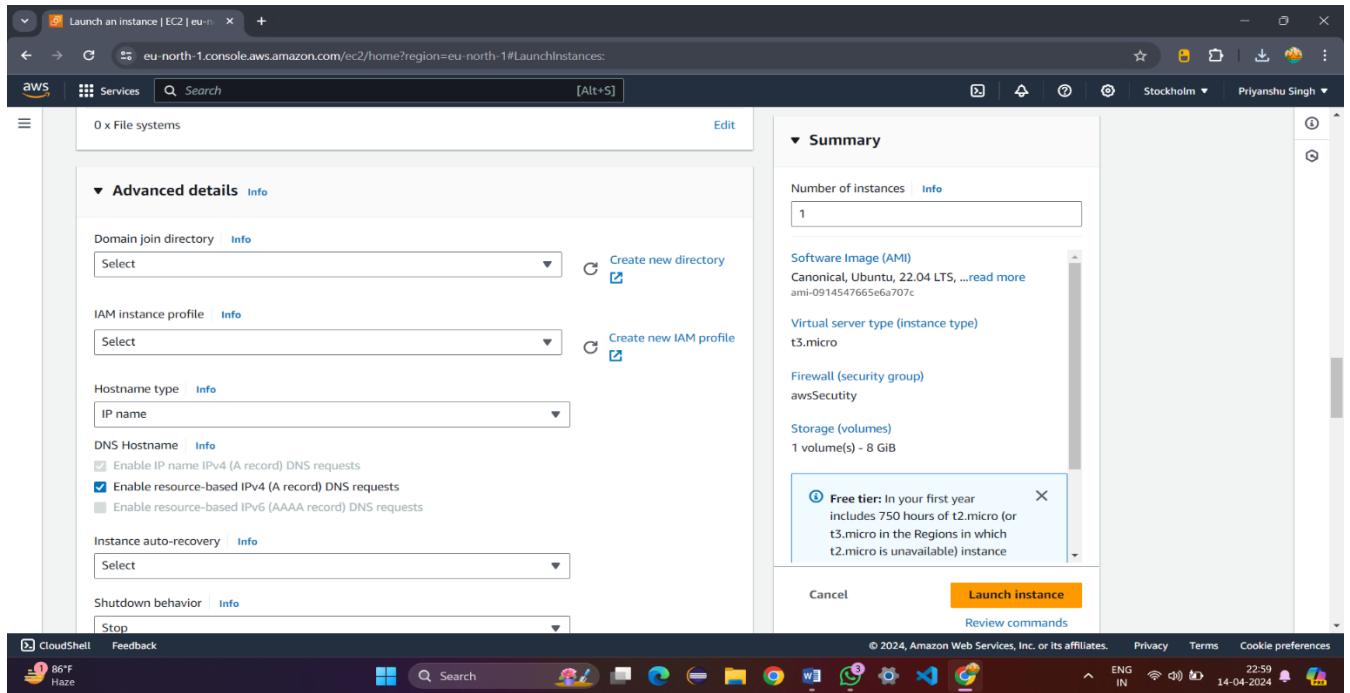 Launch an instance | EC2 | eu-n
eu-north-1.console.aws.amazon.com/ec2/home?region=eu-north-1#LaunchInstances:
aws
Services
Search
[Alt+S]
Stockholm
Priyanshu Singh
0 x File systems
Edit
Advanced details Info
Domain join directory Info
Select
Create new directory
IAM instance profile Info
Select
Create new IAM profile
Hostname type Info
IP name
DNS Hostname Info
Enable IP name IPv4 (A record) DNS requests
Enable resource-based IPv4 (A record) DNS requests
Enable resource-based IPv6 (AAAA record) DNS requests
Instance auto-recovery Info
Select
Shutdown behavior Info
Stop
Summary
Number of instances Info
1
Software Image (AMI)
Canonical, Ubuntu, 22.04 LTS, ...read more
ami-0914547665e6a707c
Virtual server type (instance type)
t3.micro
Firewall (security group)
awsSecutity
Storage (volumes)
1 volume(s) - 8 GiB
Free tier: In your first year
includes 750 hours of t2.micro (or
t3.micro in the Regions in which
t2.micro is unavailable) instance
Cancel
Launch instance
Review commands
CloudShell
Feedback
© 2024, Amazon Web Services, Inc. or its affiliates.
Privacy
Terms
Cookie preferences
1
86°F
Haze
Search
3
ENG
IN
22:59
14-04-2024